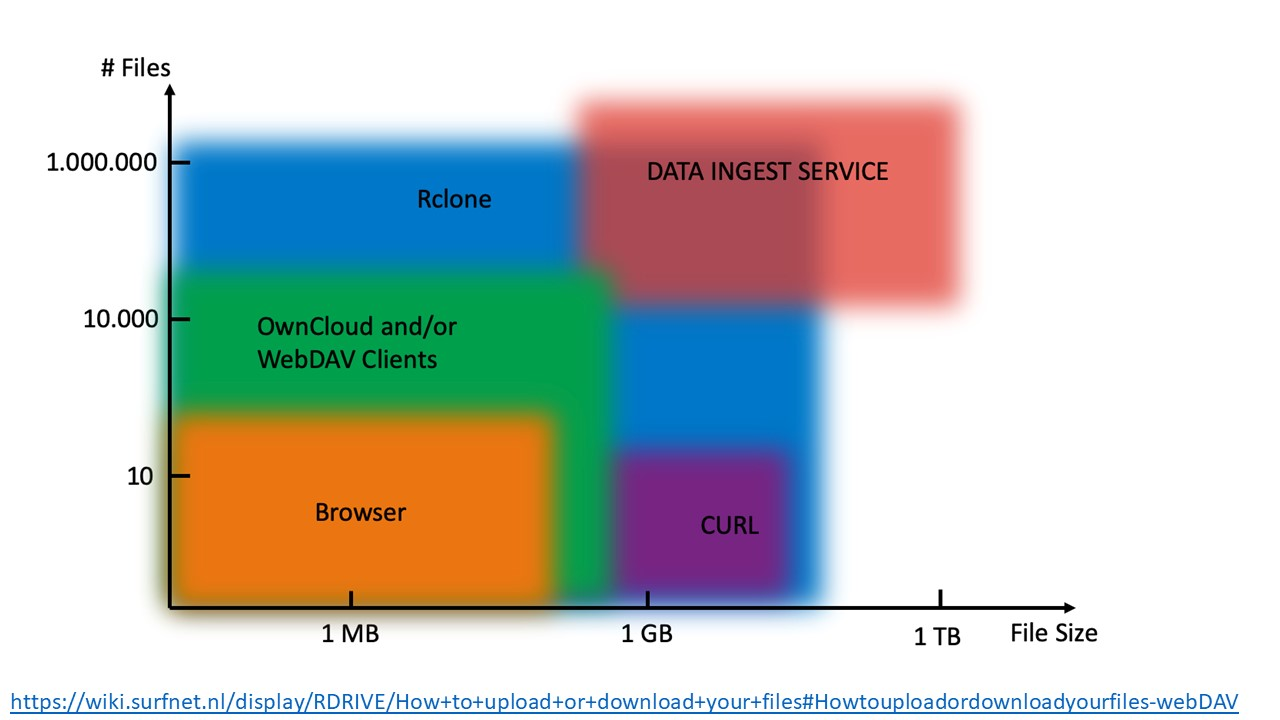 # Files
1.000.000
DATA INGEST SERVICE
Rclone
10.000
OwnCloud and/or
WebDAV Clients
10
Browser
CURL
1 MB
1 GB
1 TB
File Size
https://wiki.surfnet.nl/display/RDRIVE/How+to+upload+or+download+your+files#Howtouploadordownloadyourfiles-webDAV